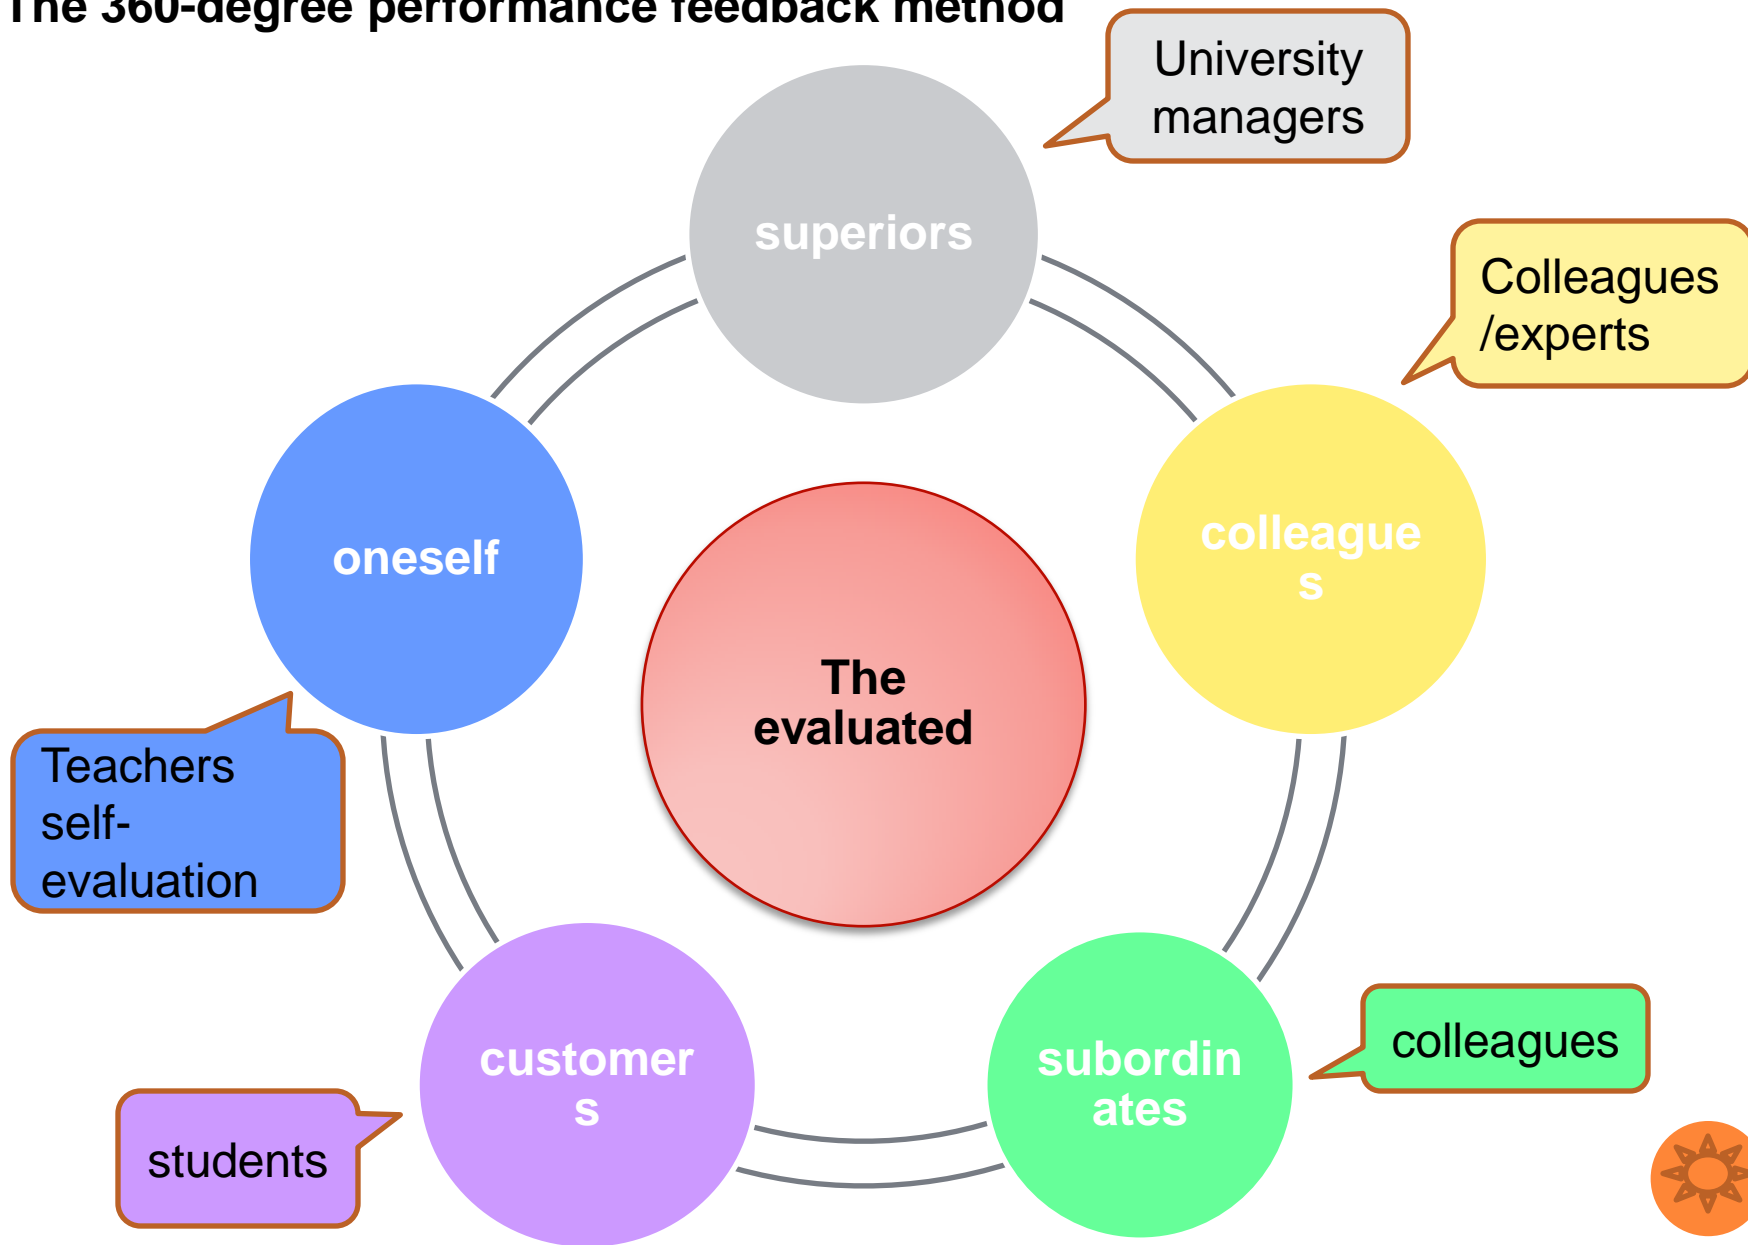 The 360-degree performance feedback method
University
managers
superiors
Colleagues
/experts
colleague
s
oneself
The
evaluated
Teachers
self-
evaluation
subordin
ates
colleagues
customer
s
students